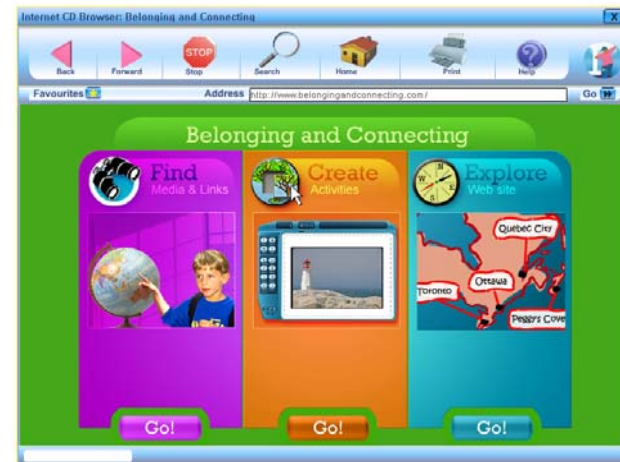 Internet CD Browser: Belonging and Connecting
X
STOP
Back Forward Stop Search Home Print Help
Favourites Address http://www.belongingandconnecting.com/ Go
Belonging and Connecting
Find
Media & Links
Create
Activities
Explore
Web site
N
E
S
W
Quebec City
Ottawa
Toronto
Peggy's Cove
Go! Go! Go!